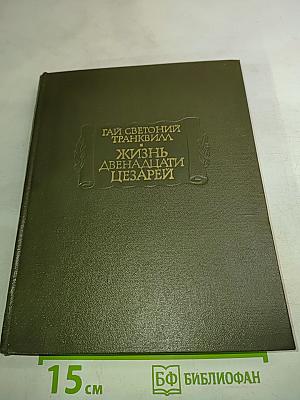 ГАЙ СВЕТОНИЙ
ТРАНКВИЛЛ
ЖИЗНЬ
ДВЕНАДЦАТИ
ЦЕЗАРЕЙ
15 см
БФ БИБЛИОФАН